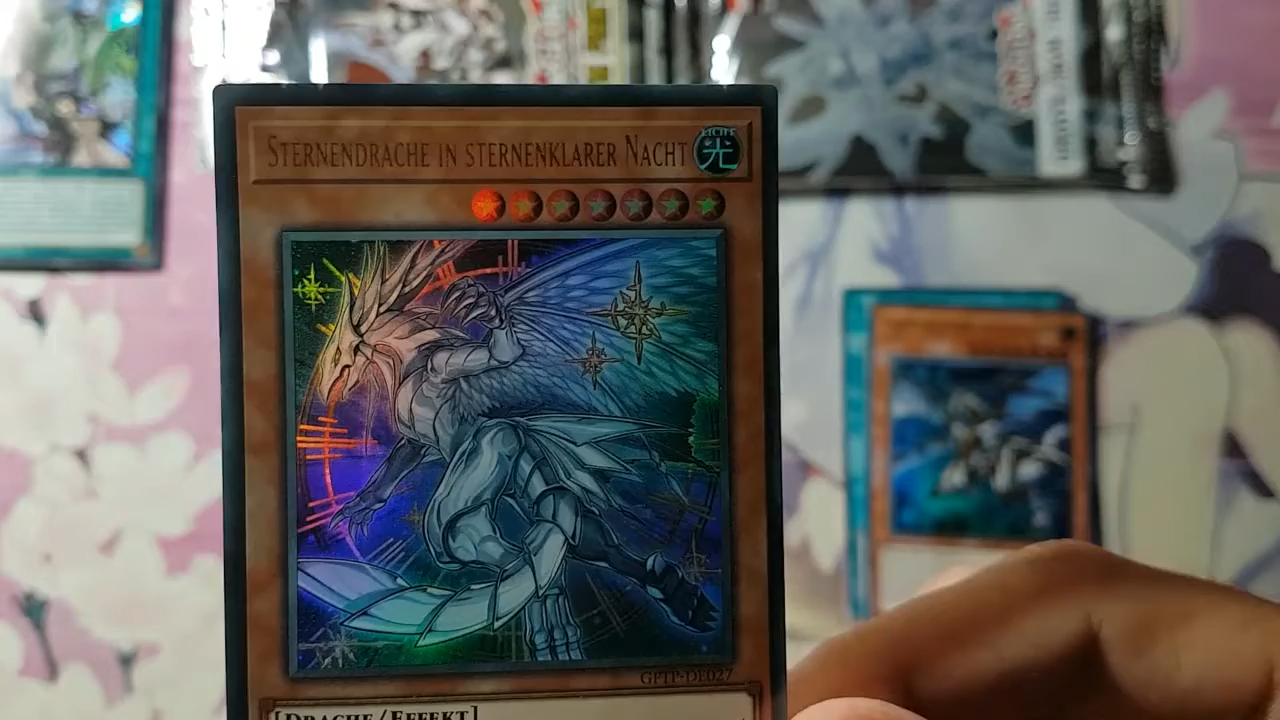 STERNENDRACHE IN STERNENKLARER NACHT
LICHT
光
GFTP-DE027
[DRACHE/EFFEKT]